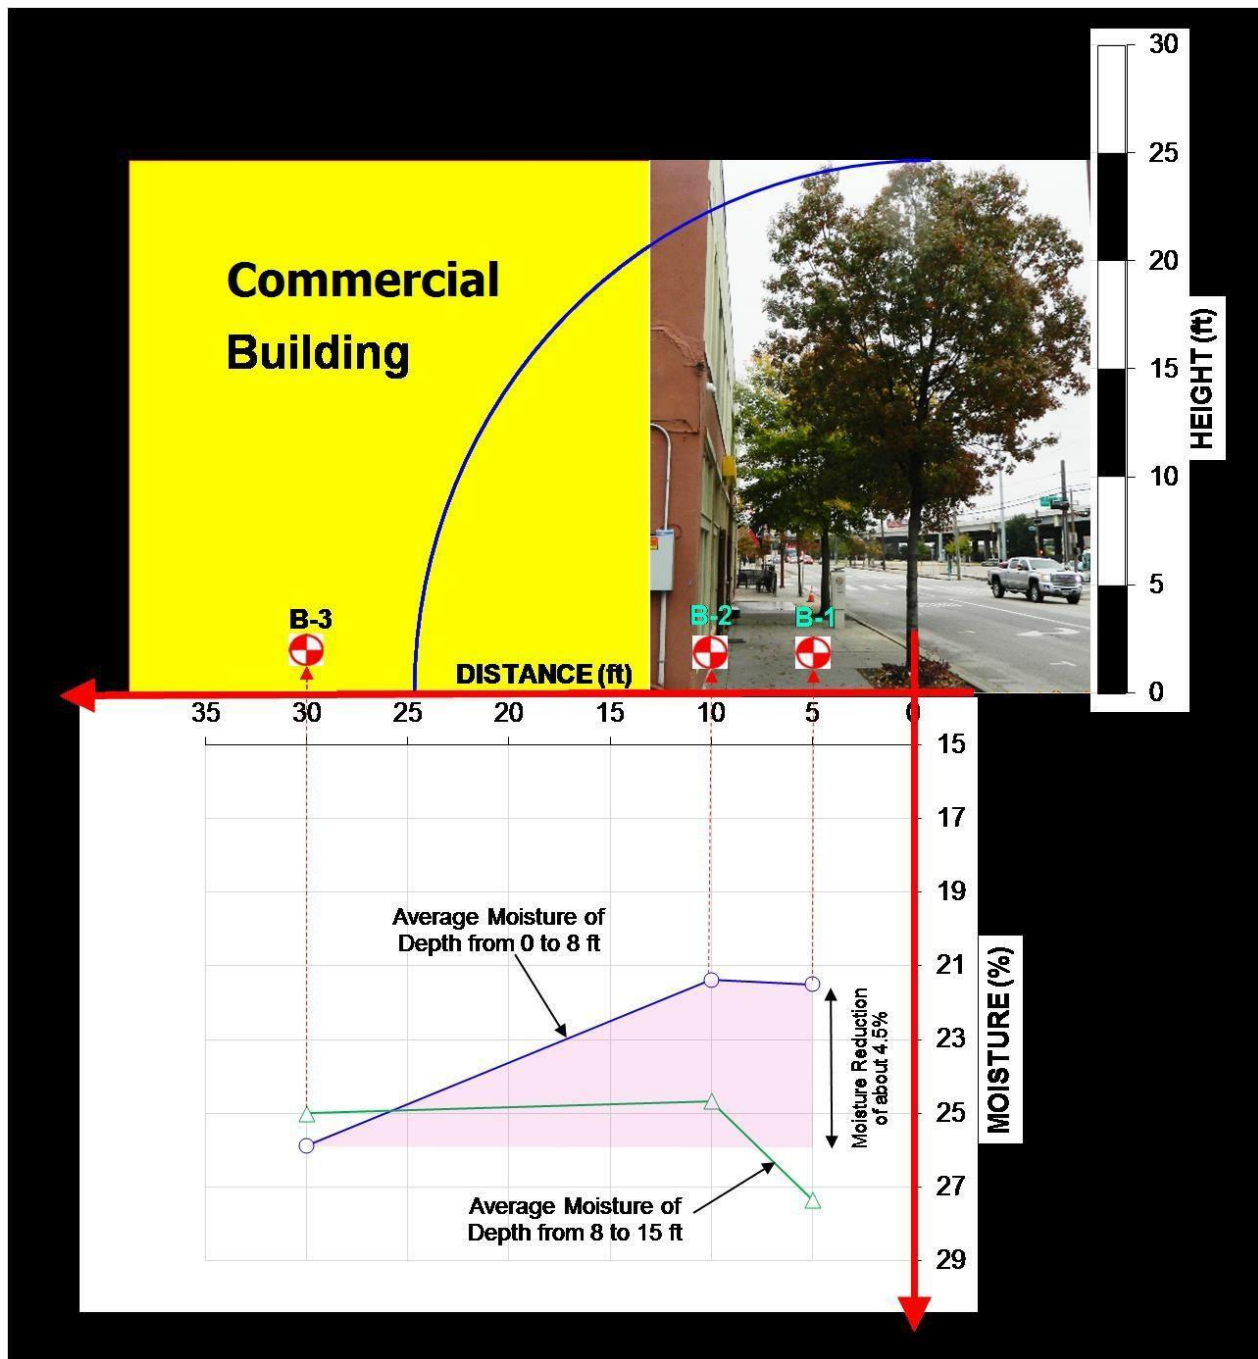 30
25
20
15
10
5
0
HEIGHT (ft)
Commercial
Building
B-3
B-2
B-1
DISTANCE (ft)
35
30
25
20
15
10
5
0
15
17
19
21
23
25
27
29
MOISTURE (%)
Average Moisture of
Depth from 0 to 8 ft
Moisture Reduction
of about 4.5%
Average Moisture of
Depth from 8 to 15 ft